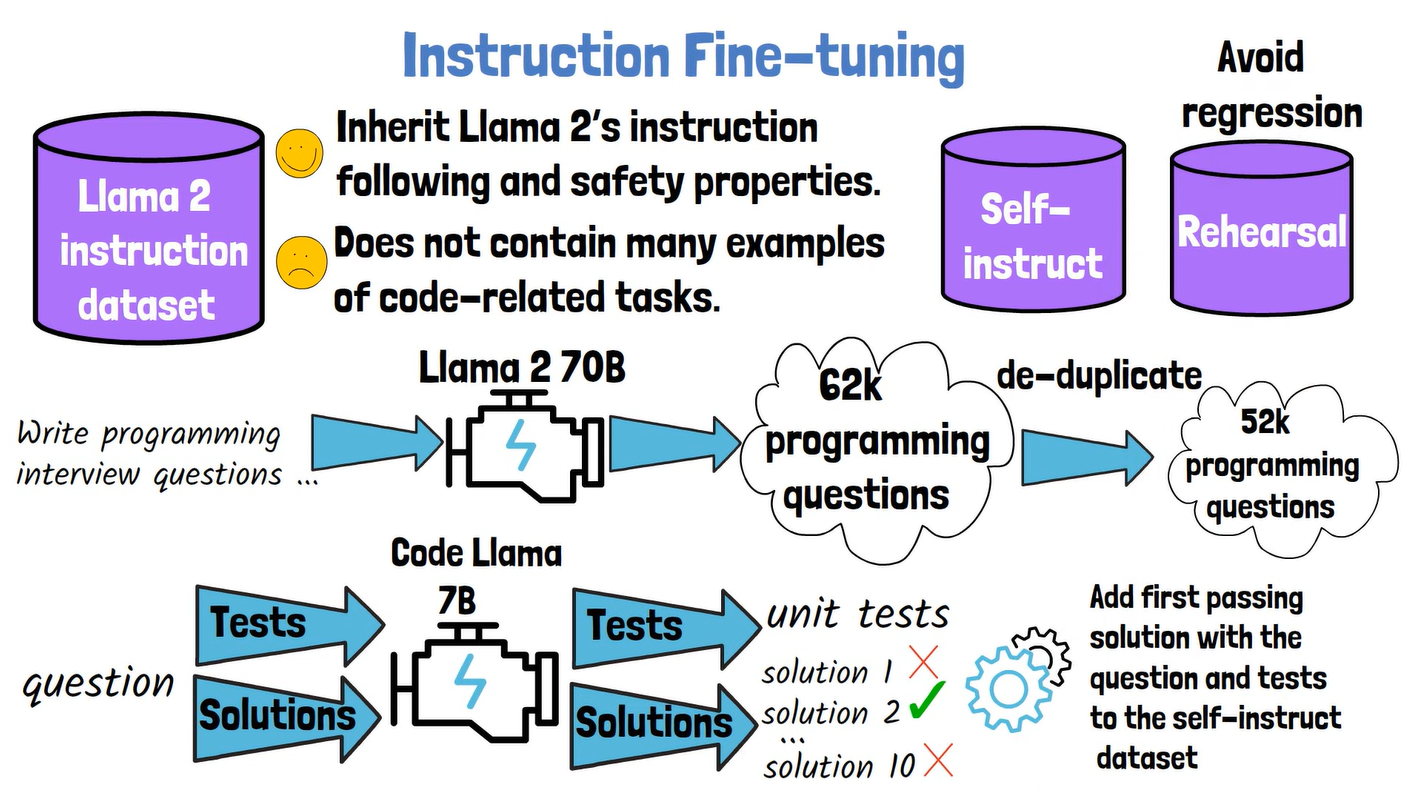 Instruction Fine-tuning
Llama 2
instruction
dataset
Inherit Llama 2's instruction
following and safety properties.
Does not contain many examples
of code-related tasks.
Self-
instruct
Avoid
regression
Rehearsal
Write programming
interview questions ...
Llama 2 70B
62k
programming
questions
de-duplicate
52k
programming
questions
question
Tests
Solutions
Code Llama
7B
Tests
Solutions
unit tests
solution 1
solution 2
...
solution 10
Add first passing
solution with the
question and tests
to the self-instruct
dataset